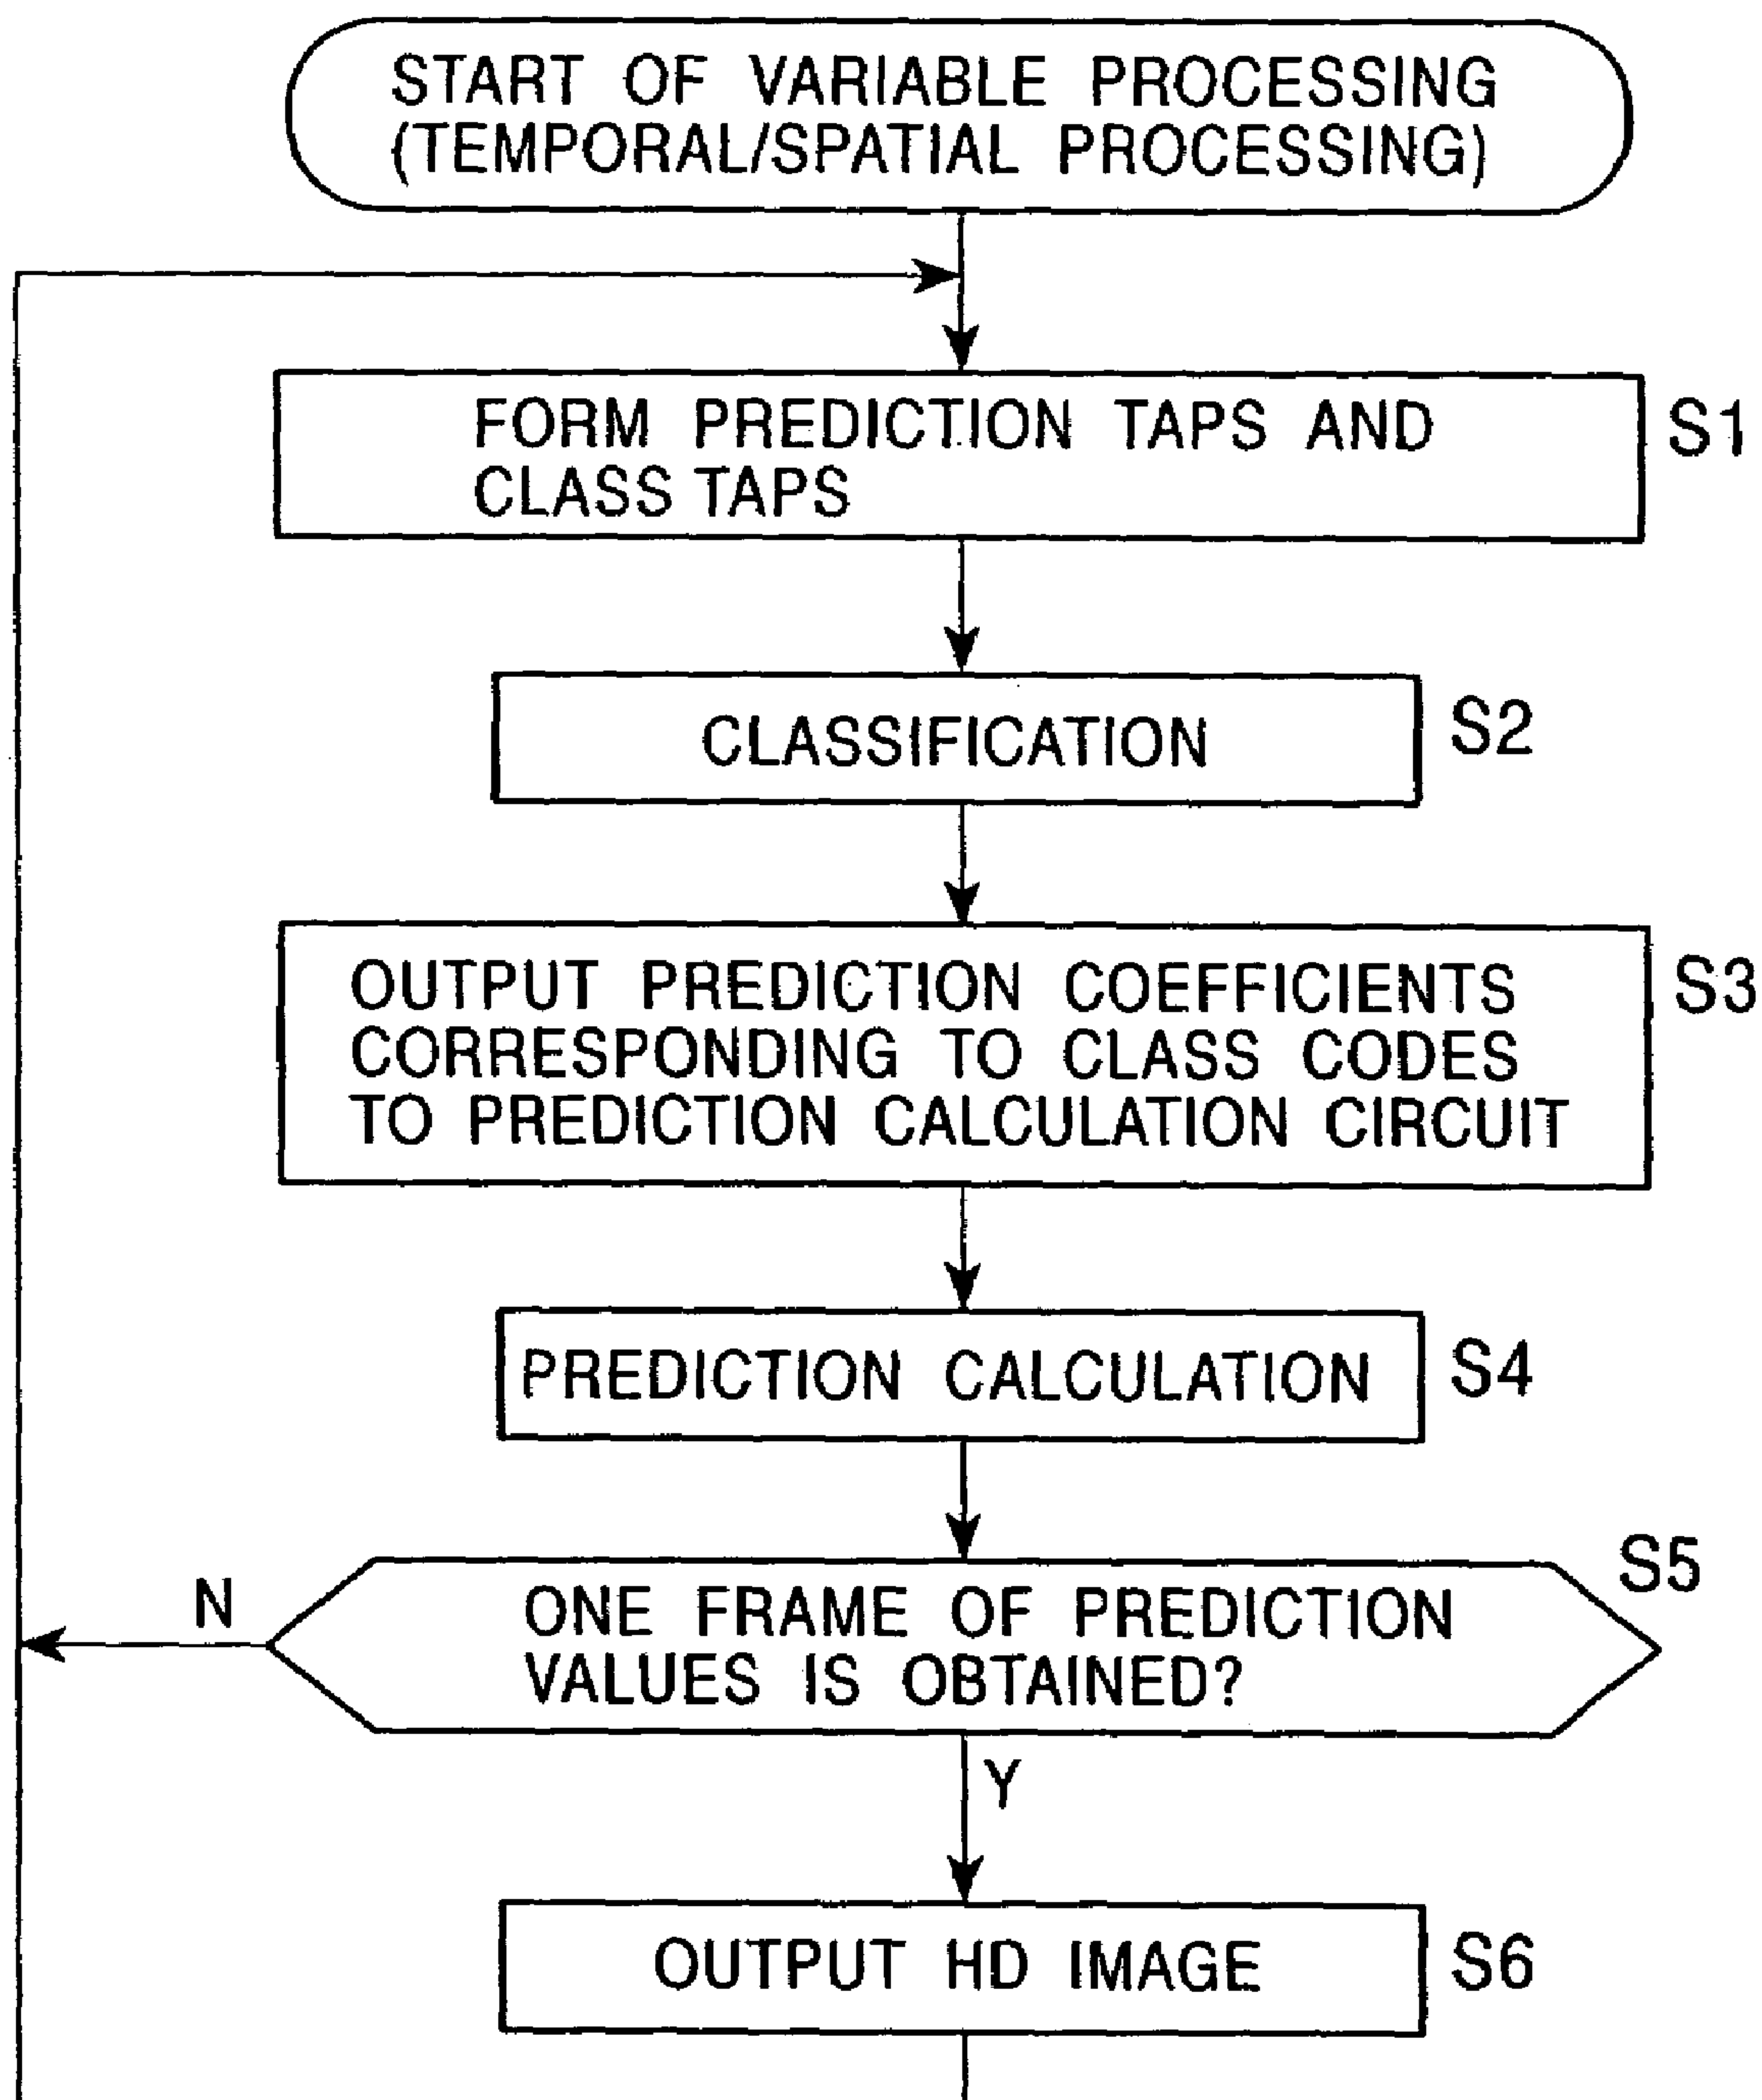 START OF VARIABLE PROCESSING
(TEMPORAL/SPATIAL PROCESSING)
FORM PREDICTION TAPS AND
CLASS TAPS
S1
CLASSIFICATION
S2
OUTPUT PREDICTION COEFFICIENTS
CORRESPONDING TO CLASS CODES
TO PREDICTION CALCULATION CIRCUIT
S3
PREDICTION CALCULATION
S4
ONE FRAME OF PREDICTION
VALUES IS OBTAINED?
S5
N
Y
OUTPUT HD IMAGE
S6